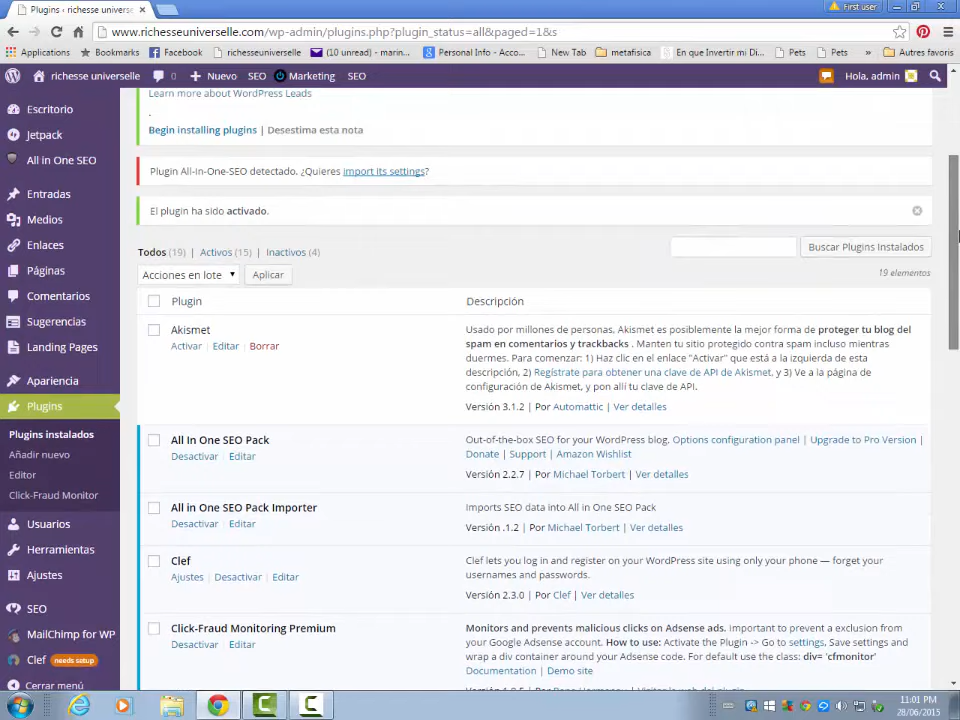 Plugins ‹ richesse universe
First user
www.richesseuniverselle.com/wp-admin/plugins.php?plugin_status=all&paged=1&s
Applications
Bookmarks
Facebook
richesseuniverselle
(10 unread) - marin...
Personal Info - Acco...
New Tab
metafisica
En que Invertir mi Di...
Pets
Pets
»
Autres favoris
richesse universelle
0
Nuevo
SEO
Marketing
SEO
Hola, admin
Escritorio
Jetpack
All in One SEO
Entradas
Medios
Enlaces
Páginas
Comentarios
Sugerencias
Landing Pages
Apariencia
Plugins
Plugins instalados
Añadir nuevo
Editor
Click-Fraud Monitor
Usuarios
Herramientas
Ajustes
SEO
MailChimp for WP
Clef needs setup
Cerrar menú
Learn more about WordPress Leads
.
Begin installing plugins | Desestima esta nota
Plugin All-In-One-SEO detectado. ¿Quieres import its settings?
El plugin ha sido activado.
Todos (19) | Activos (15) | Inactivos (4)
Buscar Plugins Instalados
Acciones en lote
Aplicar
19 elementos
Plugin
Descripción
Akismet
Activar | Editar | Borrar
Usado por millones de personas, Akismet es posiblemente la mejor forma de proteger tu blog del
spam en comentarios y trackbacks . Manten tu sitio protegido contra spam incluso mientras
duermes. Para comenzar: 1) Haz clic en el enlace "Activar" que está a la izquierda de esta
descripción, 2) Regístrate para obtener una clave de API de Akismet, y 3) Ve a la página de
configuración de Akismet, y pon allí tu clave de API.
Versión 3.1.2 | Por Automattic | Ver detalles
All In One SEO Pack
Desactivar | Editar
Out-of-the-box SEO for your WordPress blog. Options configuration panel | Upgrade to Pro Version |
Donate | Support | Amazon Wishlist
Versión 2.2.7 | Por Michael Torbert | Ver detalles
All in One SEO Pack Importer
Desactivar | Editar
Imports SEO data into All in One SEO Pack
Versión .1.2 | Por Michael Torbert | Ver detalles
Clef
Ajustes | Desactivar | Editar
Clef lets you log in and register on your WordPress site using only your phone — forget your
usernames and passwords.
Versión 2.3.0 | Por Clef | Ver detalles
Click-Fraud Monitoring Premium
Desactivar | Editar
Monitors and prevents malicious clicks on Adsense ads. Important to prevent a exclusion from
your Google Adsense account. How to use: Activate the Plugin -> Go to settings, Save settings and
wrap a div container around your Adsense code. For default use the class: div= 'cfmonitor'
Documentation | Demo site
11:01 PM
28/06/2015